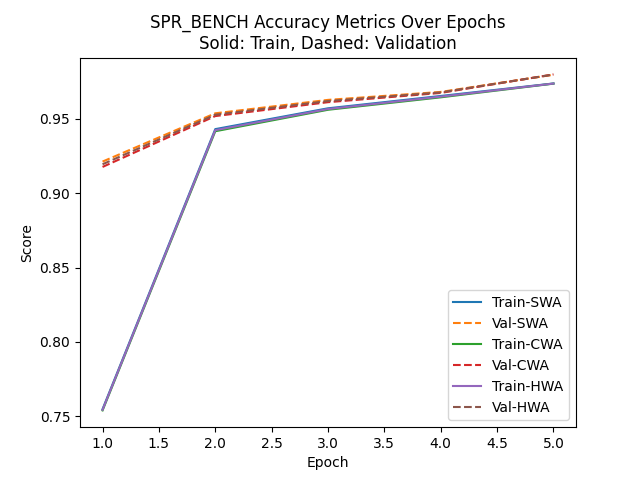 SPR_BENCH Accuracy Metrics Over Epochs
Solid: Train, Dashed: Validation
Score
0.95
0.90
0.85
0.80
0.75
Train-SWA
Val-SWA
Train-CWA
Val-CWA
Train-HWA
Val-HWA
1.0 1.5 2.0 2.5 3.0 3.5 4.0 4.5 5.0
Epoch